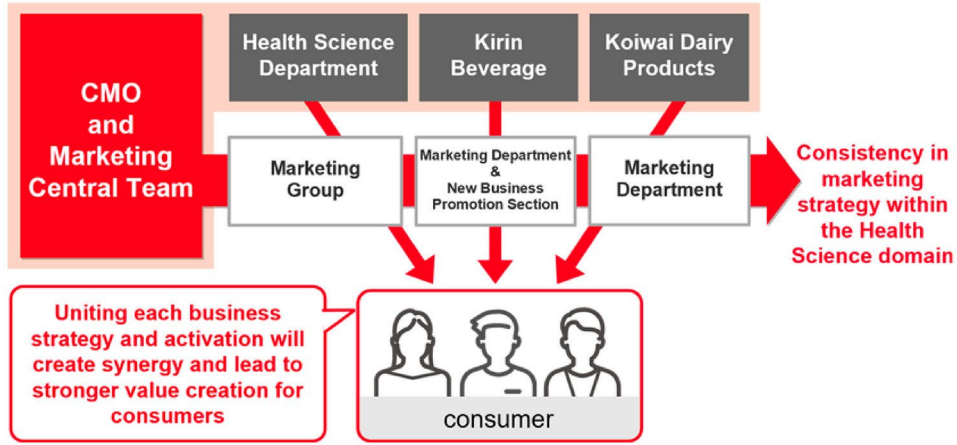 CMO
and
Marketing
Central Team
Health Science
Department
Kirin
Beverage
Koiwai Dairy
Products
Marketing
Group
Marketing Department
&
New Business
Promotion Section
Marketing
Department
Consistency in
marketing
strategy within
the Health
Science domain
Uniting each business
strategy and activation will
create synergy and lead to
stronger value creation for
consumers
consumer